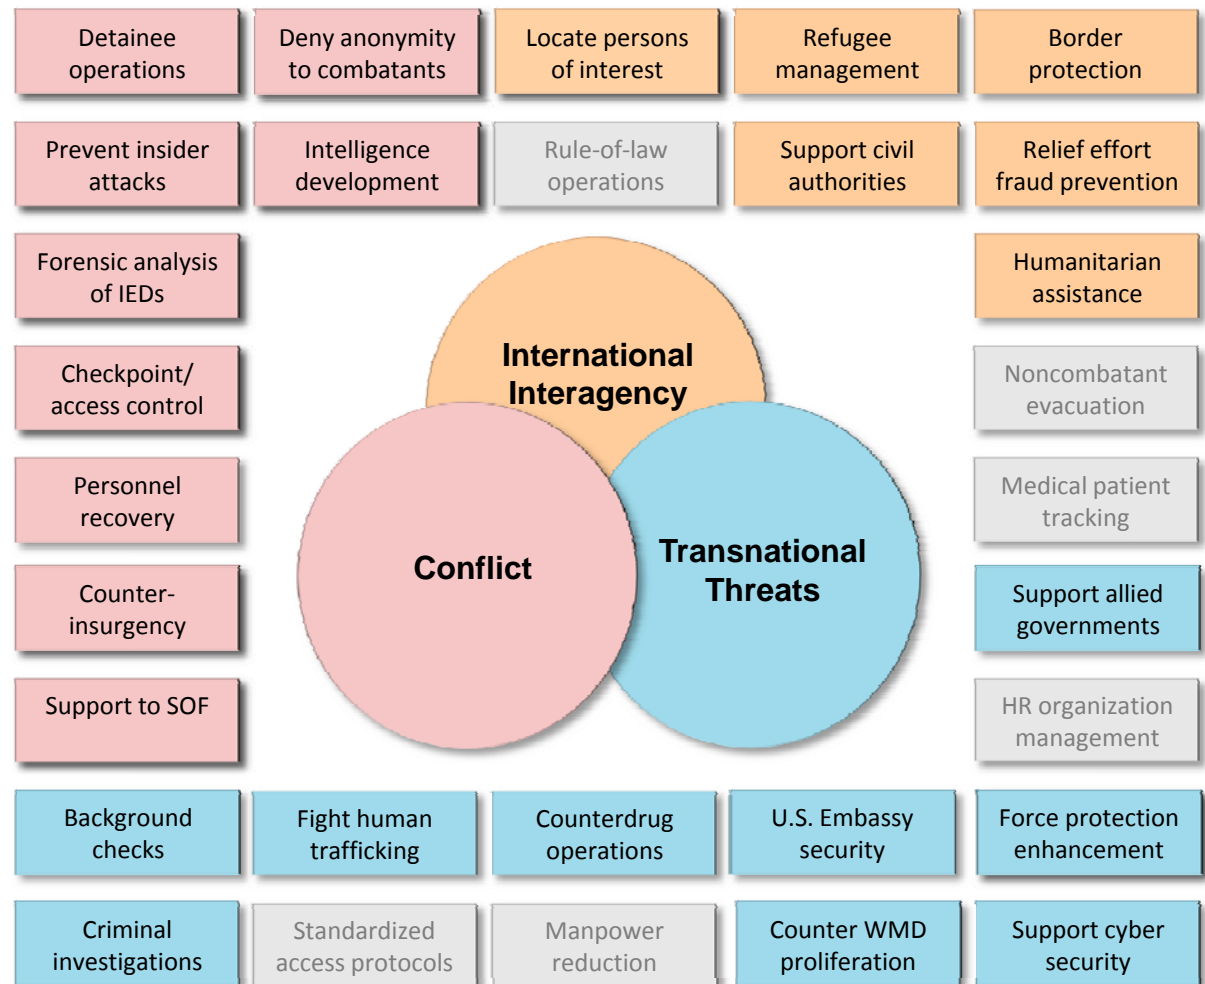 Detainee
operations
Deny anonymity
to combatants
Locate persons
of interest
Refugee
management
Border
protection
Prevent insider
attacks
Intelligence
development
Rule-of-law
operations
Support civil
authorities
Relief effort
fraud prevention
Forensic analysis
of IEDs
Humanitarian
assistance
International
Interagency
Checkpoint/
access control
Noncombatant
evacuation
Personnel
recovery
Medical patient
tracking
Conflict
Transnational
Threats
Counter-
insurgency
Support allied
governments
Support to SOF
HR organization
management
Background
checks
Fight human
trafficking
Counterdrug
operations
U.S. Embassy
security
Force protection
enhancement
Criminal
investigations
Standardized
access protocols
Manpower
reduction
Counter WMD
proliferation
Support cyber
security